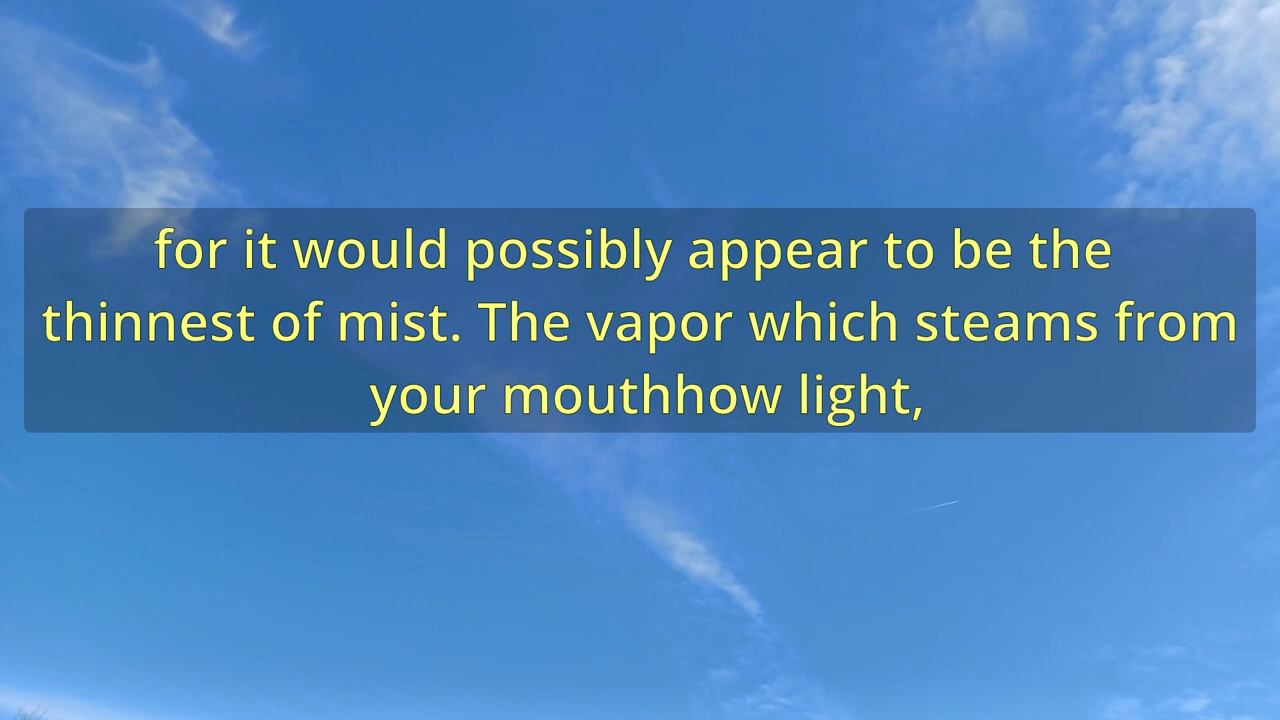 for it would possibly appear to be the
thinnest of mist. The vapor which steams from
your mouthhow light,